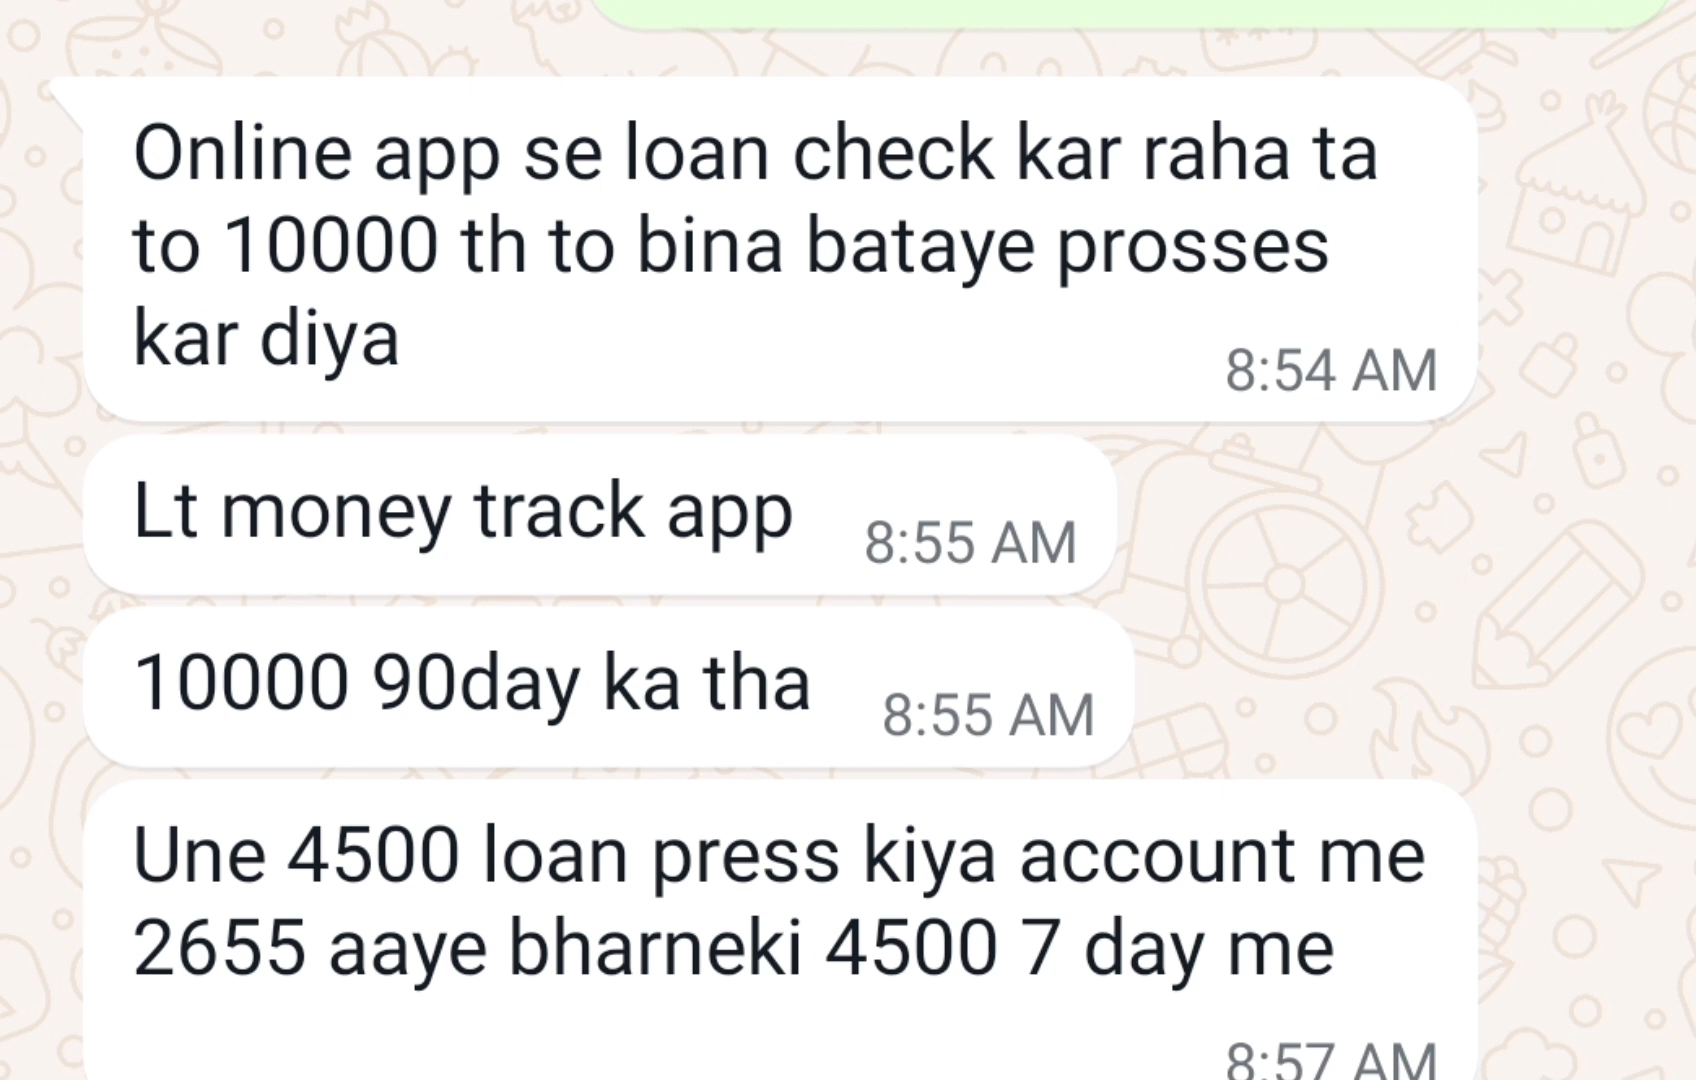 Online app se loan check kar raha ta
to 10000 th to bina bataye prosses
kar diya
8:54 AM
Lt money track app
8:55 AM
10000 90day ka tha
8:55 AM
Une 4500 loan press kiya account me
2655 aaye bharneki 4500 7 day me
8:57 AM